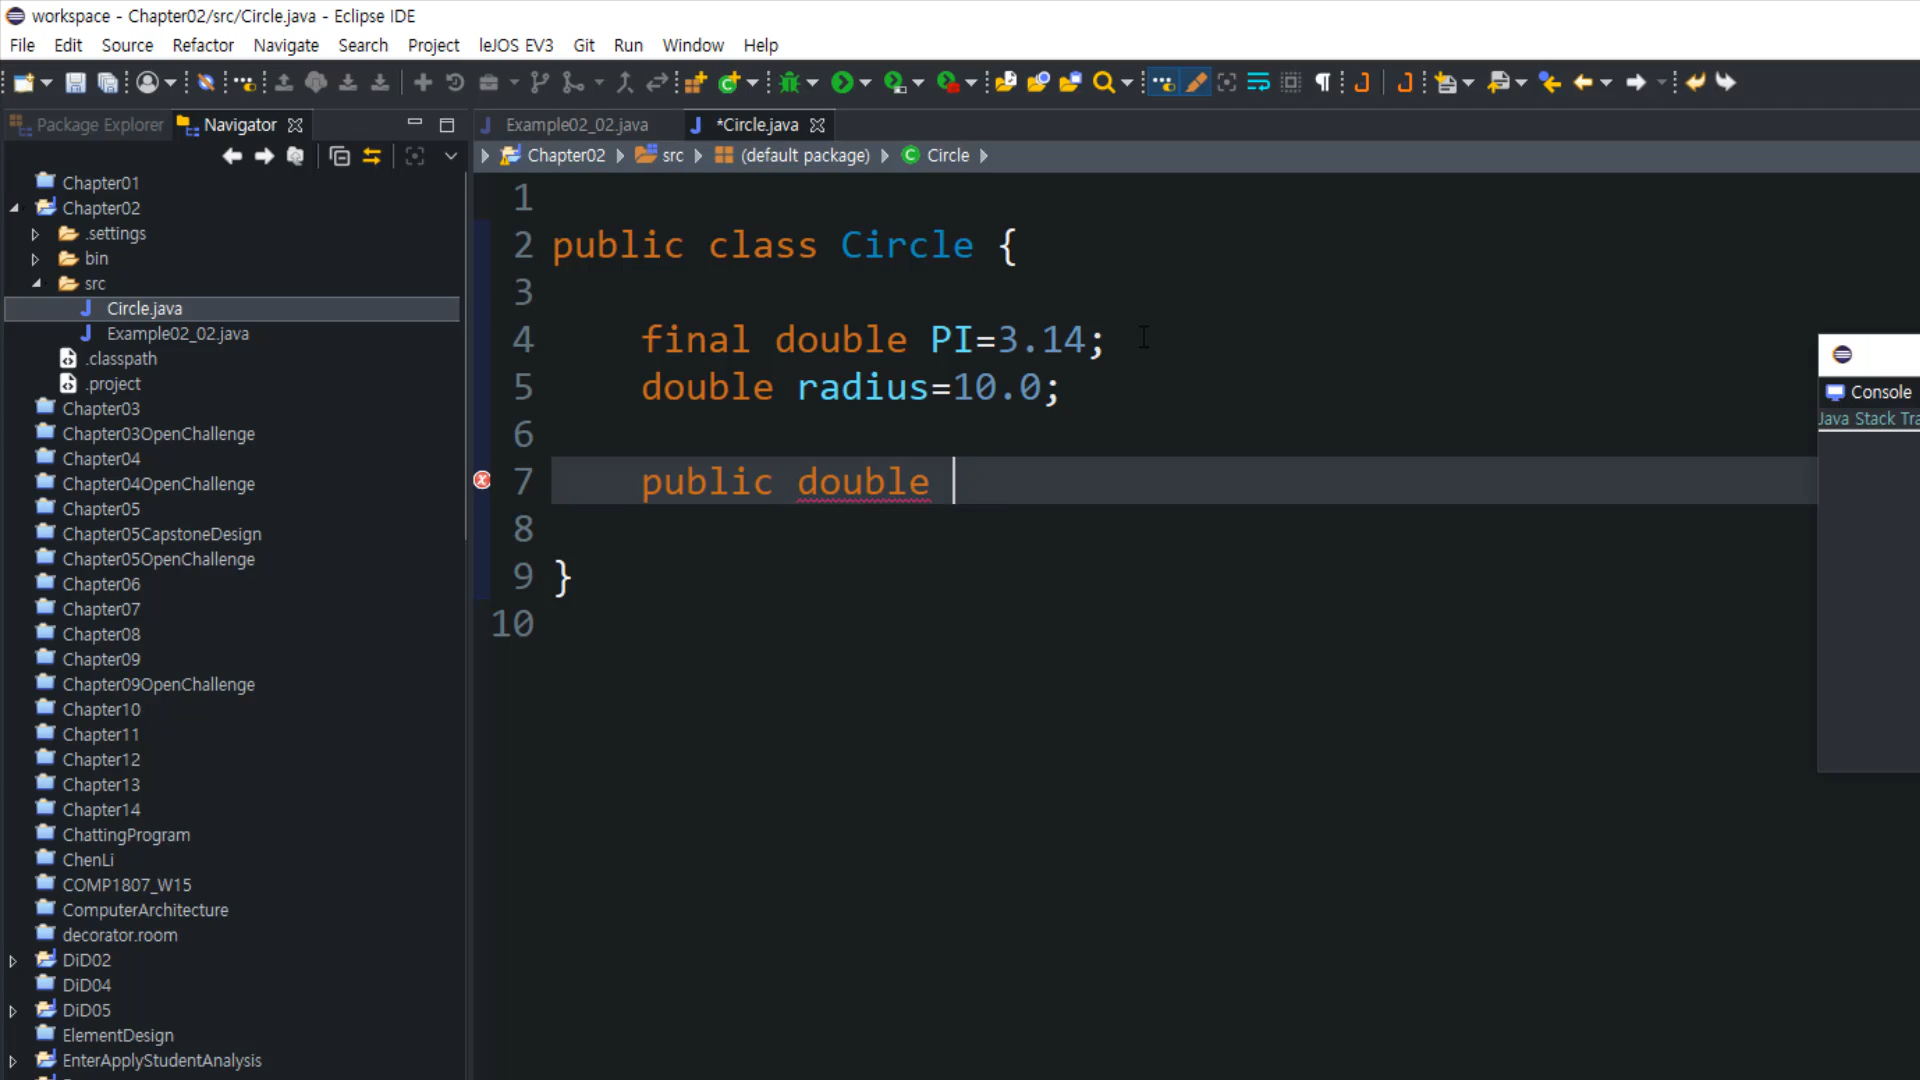 workspace - Chapter02/src/Circle.java - Eclipse IDE
File Edit Source Refactor Navigate Search Project leJOS EV3 Git Run Window Help
Package Explorer Navigator
Example02_02.java *Circle.java
Chapter02 src (default package) Circle
Chapter01
Chapter02
.settings
bin
src
Circle.java
Example02_02.java
.classpath
.project
Chapter03
Chapter03OpenChallenge
Chapter04
Chapter04OpenChallenge
Chapter05
Chapter05CapstoneDesign
Chapter05OpenChallenge
Chapter06
Chapter07
Chapter08
Chapter09
Chapter09OpenChallenge
Chapter10
Chapter11
Chapter12
Chapter13
Chapter14
ChattingProgram
ChenLi
COMP1807_W15
ComputerArchitecture
decorator.room
DiD02
DiD04
DiD05
ElementDesign
EnterApplyStudentAnalysis
1
2 public class Circle {
3
4 final double PI=3.14;
5 double radius=10.0;
6
7 public double
8
9 }
10
Console
Java Stack Tra